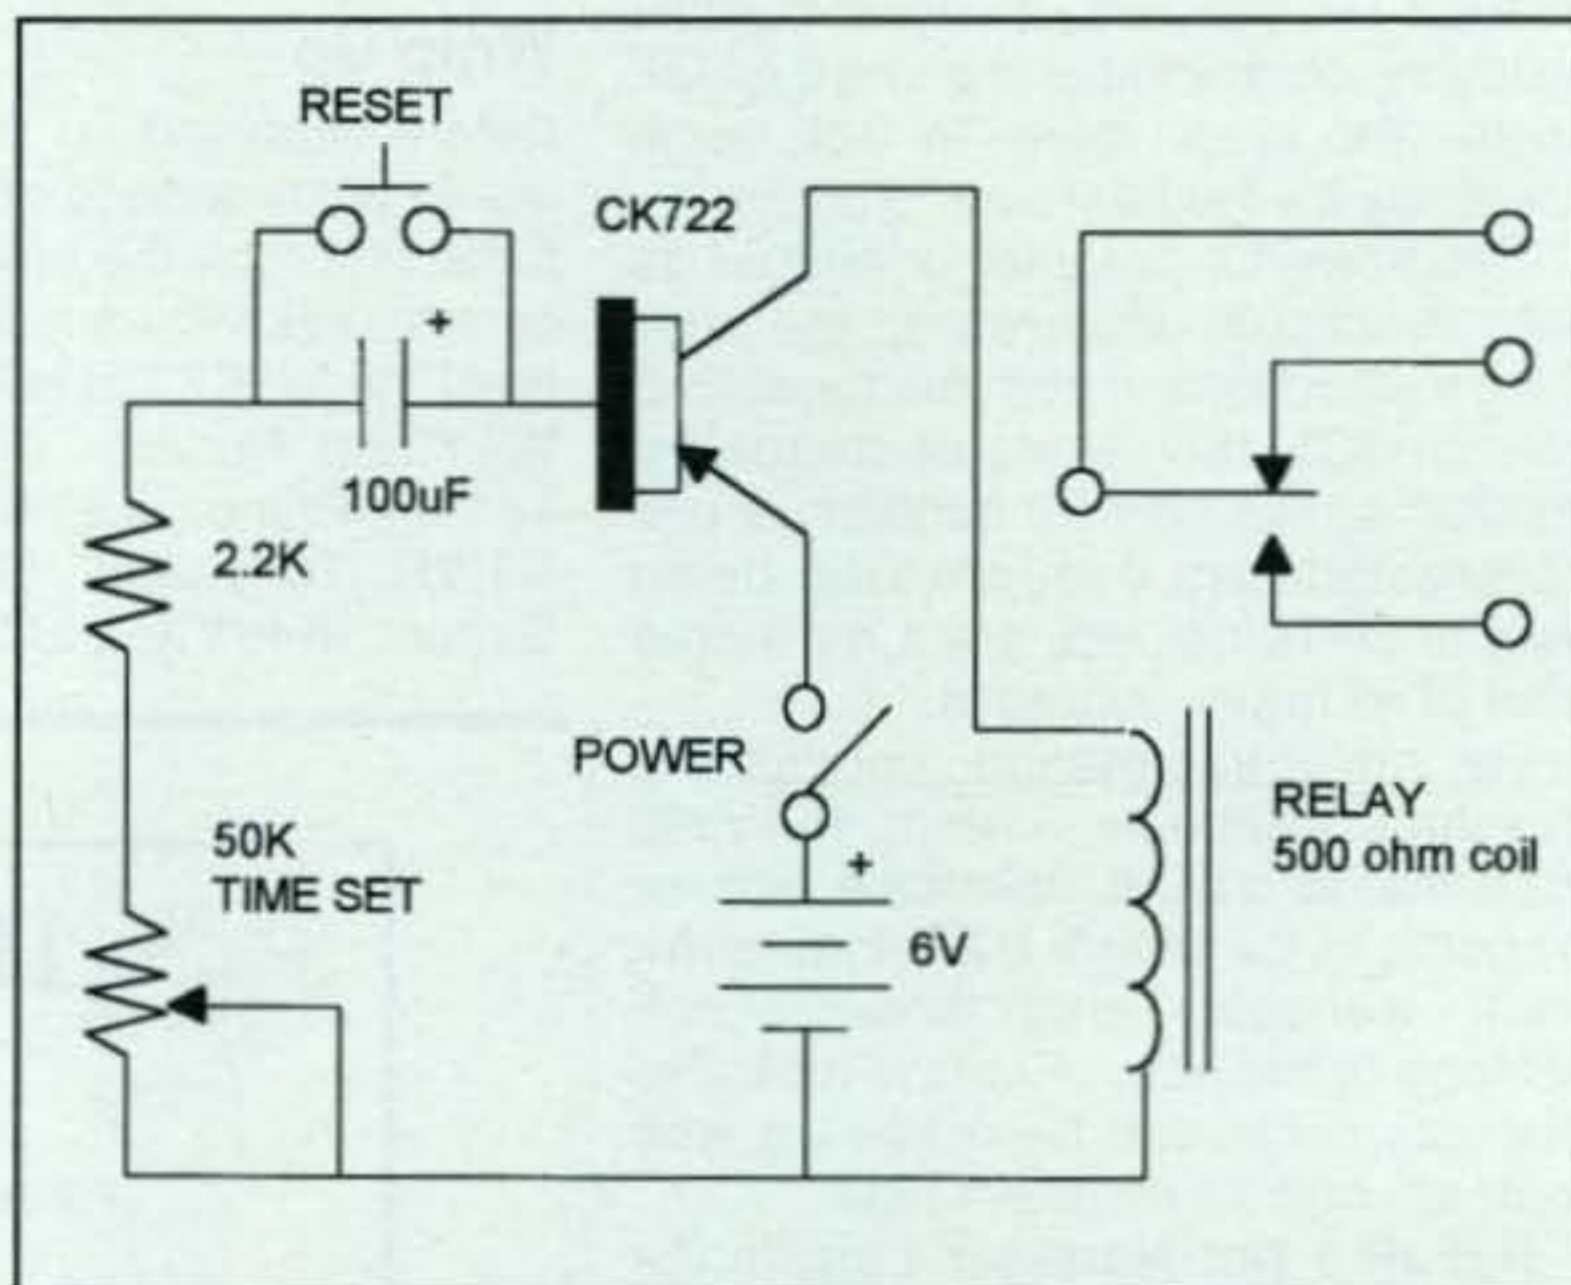 RESET
CK722
+
100uF
2.2K
POWER
+
50K
TIME SET
6V
RELAY
500 ohm coil